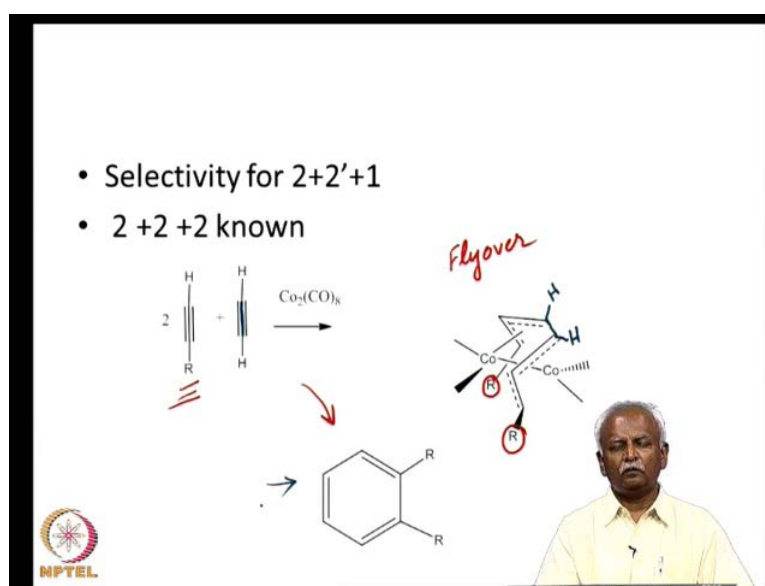 • Selectivity for 2+2'+1
• 2 +2 +2 known
Flyover
H H
2 + Co₂(CO)₈
R H
H
H
Co
Co
R
R
R
R
NPTEL